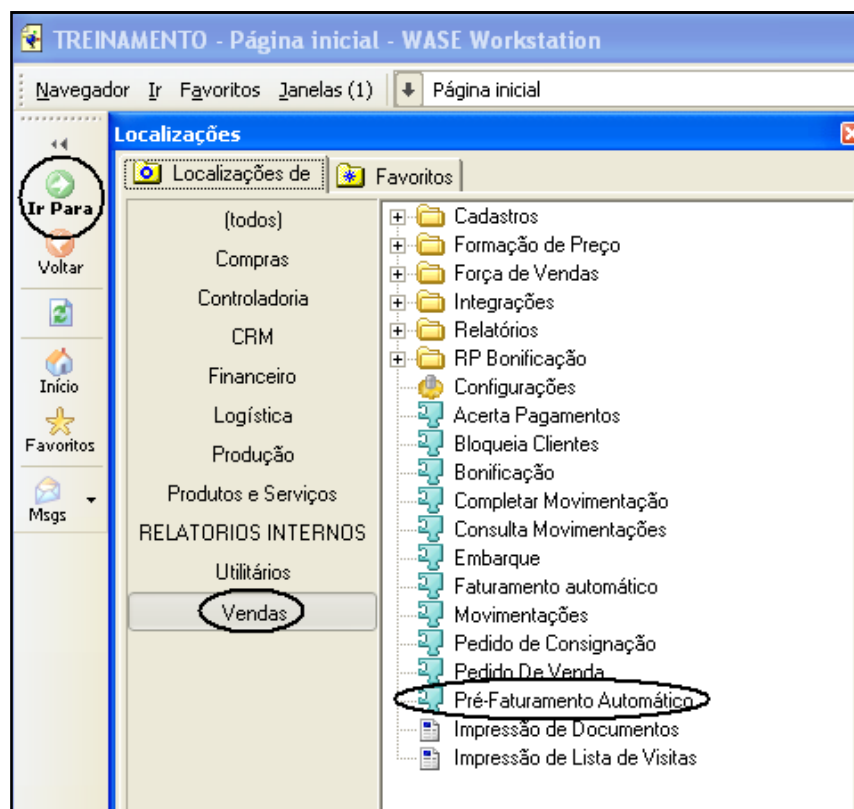 TREINAMENTO - Página inicial - WASE Workstation
Navegador Ir Favoritos Janelas (1) Página inicial
Localizações
Localizações de Favoritos
Ir Para
Voltar
Início
Favoritos
Msgs
(todos)
Compras
Controladoria
CRM
Financeiro
Logística
Produção
Produtos e Serviços
RELATORIOS INTERNOS
Utilitários
Vendas
Cadastros
Formação de Preço
Força de Vendas
Integrações
Relatórios
RP Bonificação
Configurações
Acerta Pagamentos
Bloqueia Clientes
Bonificação
Completar Movimentação
Consulta Movimentações
Embarque
Faturamento automático
Movimentações
Pedido de Consignação
Pedido De Venda
Pré-Faturamento Automático
Impressão de Documentos
Impressão de Lista de Visitas